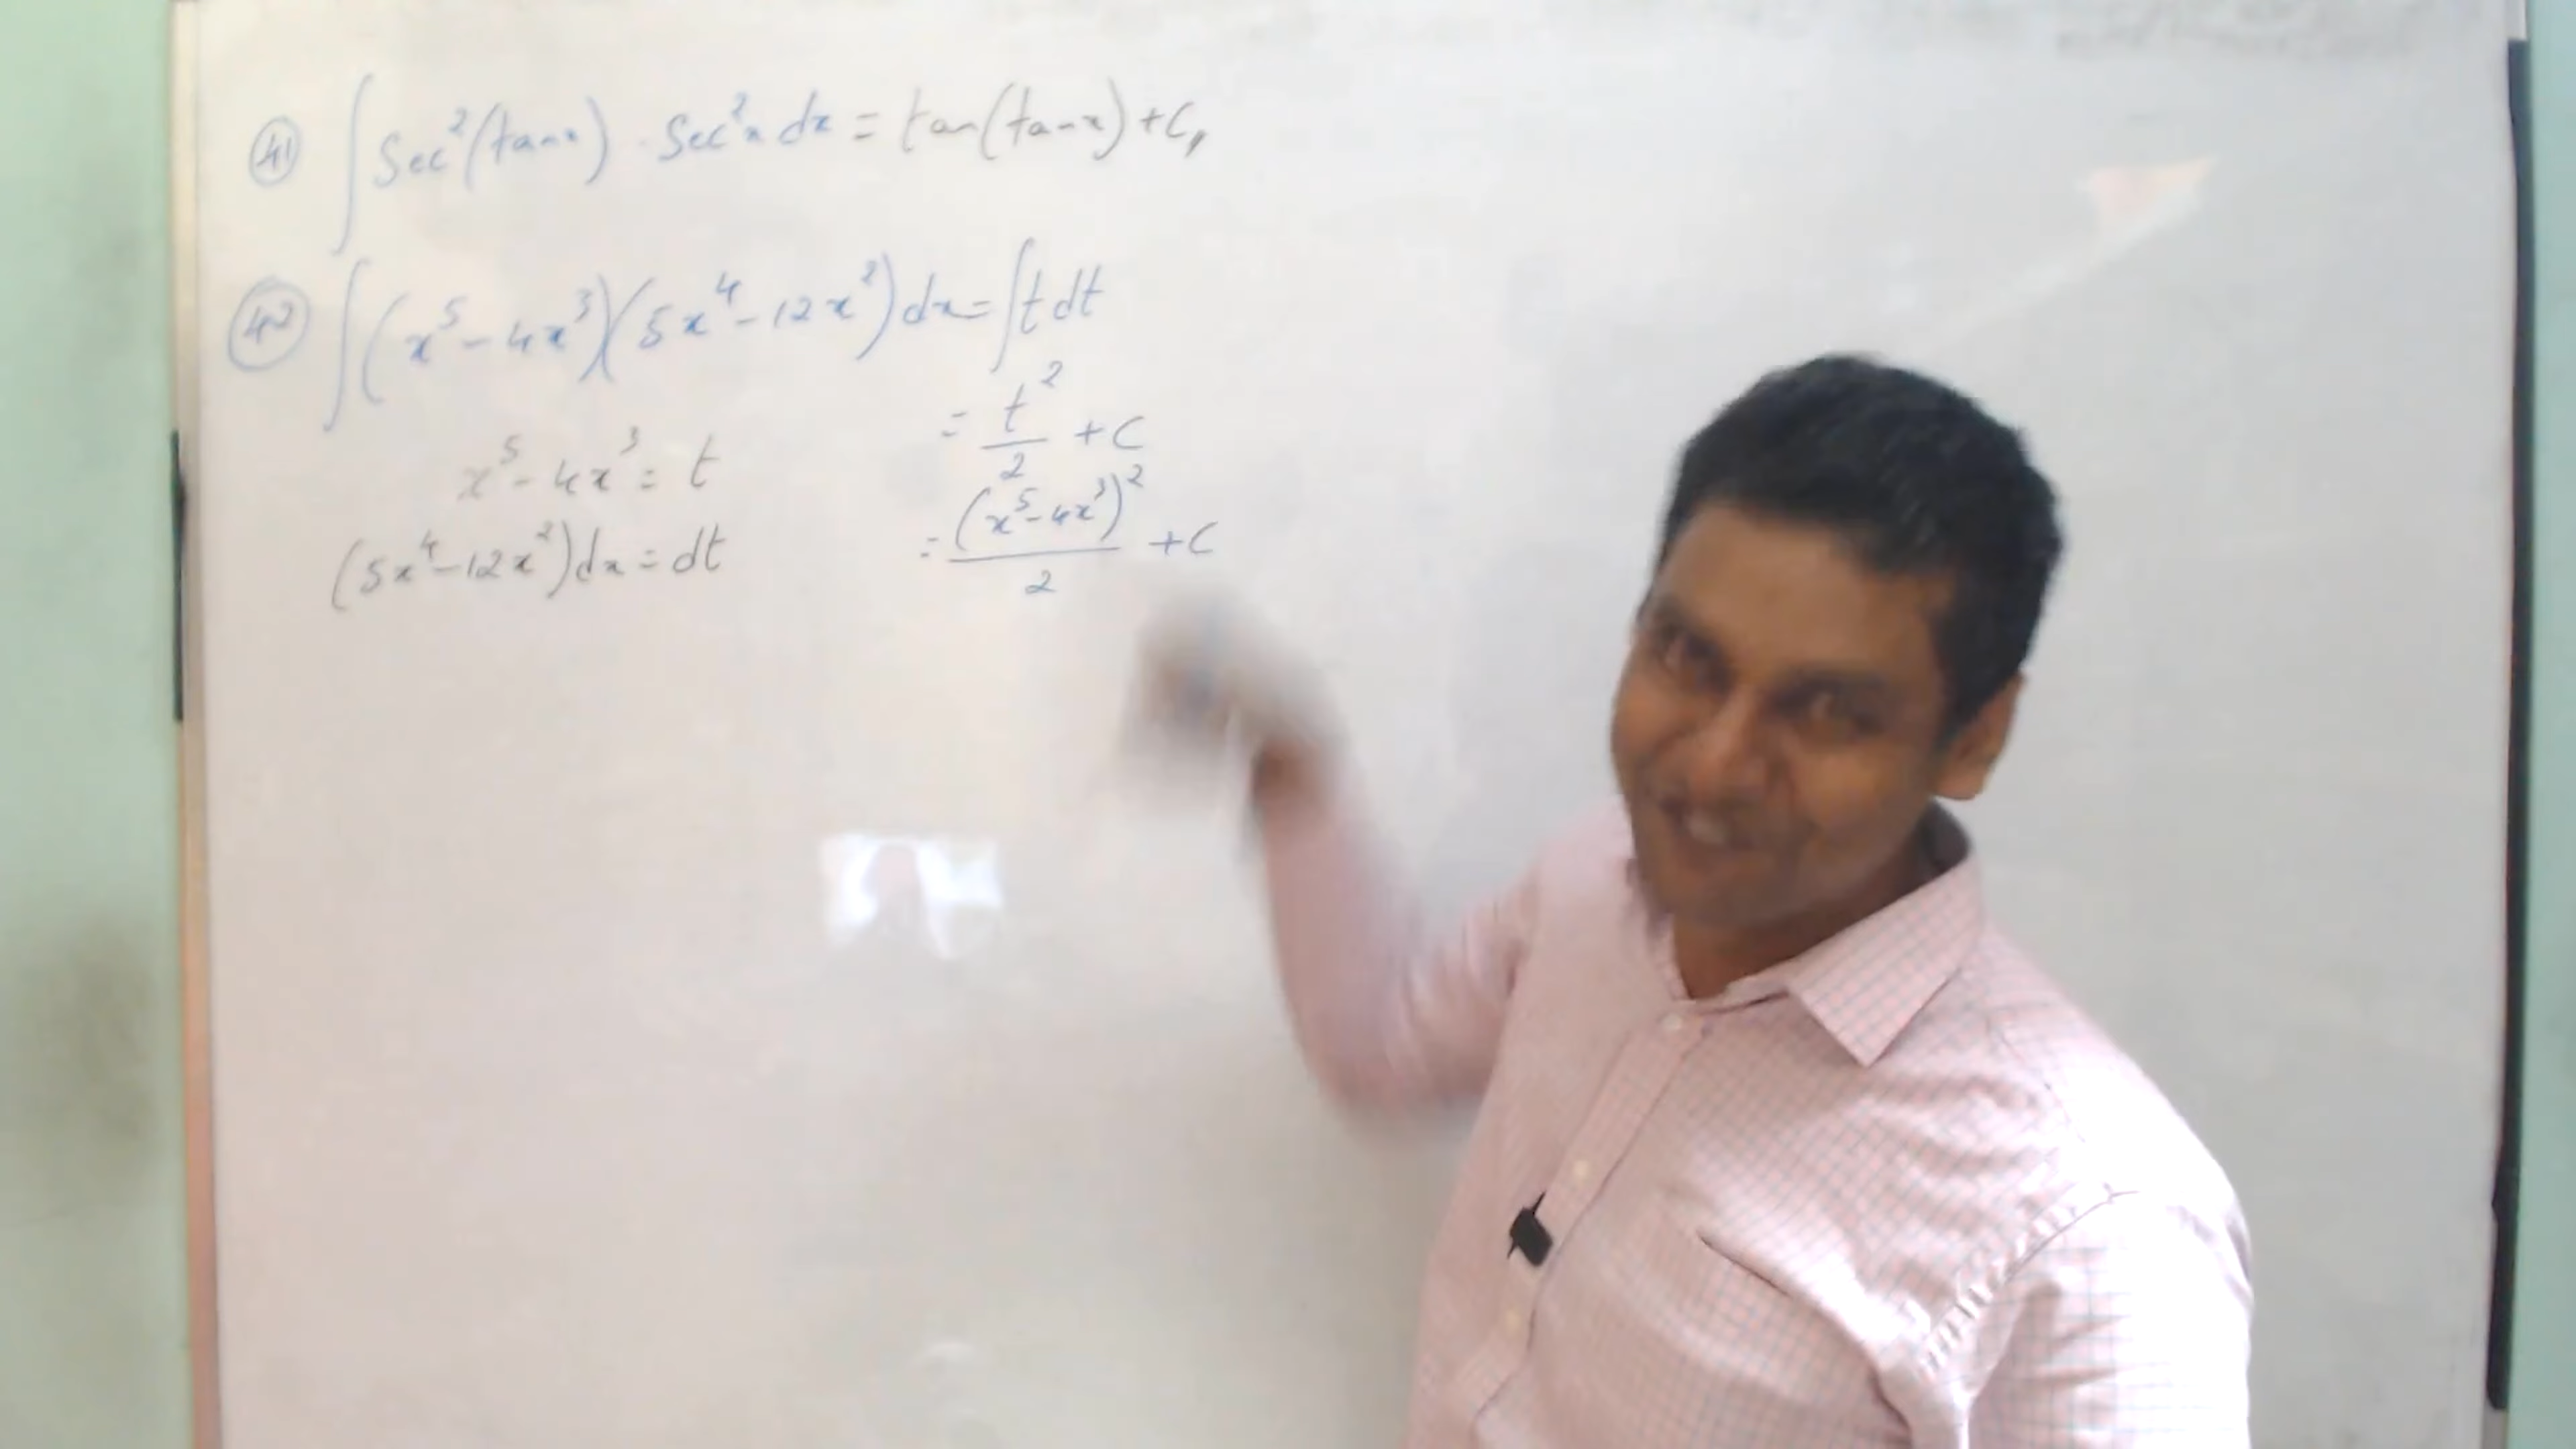 41 ∫ Sec²(tanx) · Sec²x dx = tan(tanx) + C,
42 ∫ (x⁵ - 4x³)(5x⁴ - 12x²) dx = ∫ t dt
= t²/2 + C
x⁵ - 4x³ = t
= (x⁵ - 4x³)²/2 + C
(5x⁴ - 12x²) dx = dt